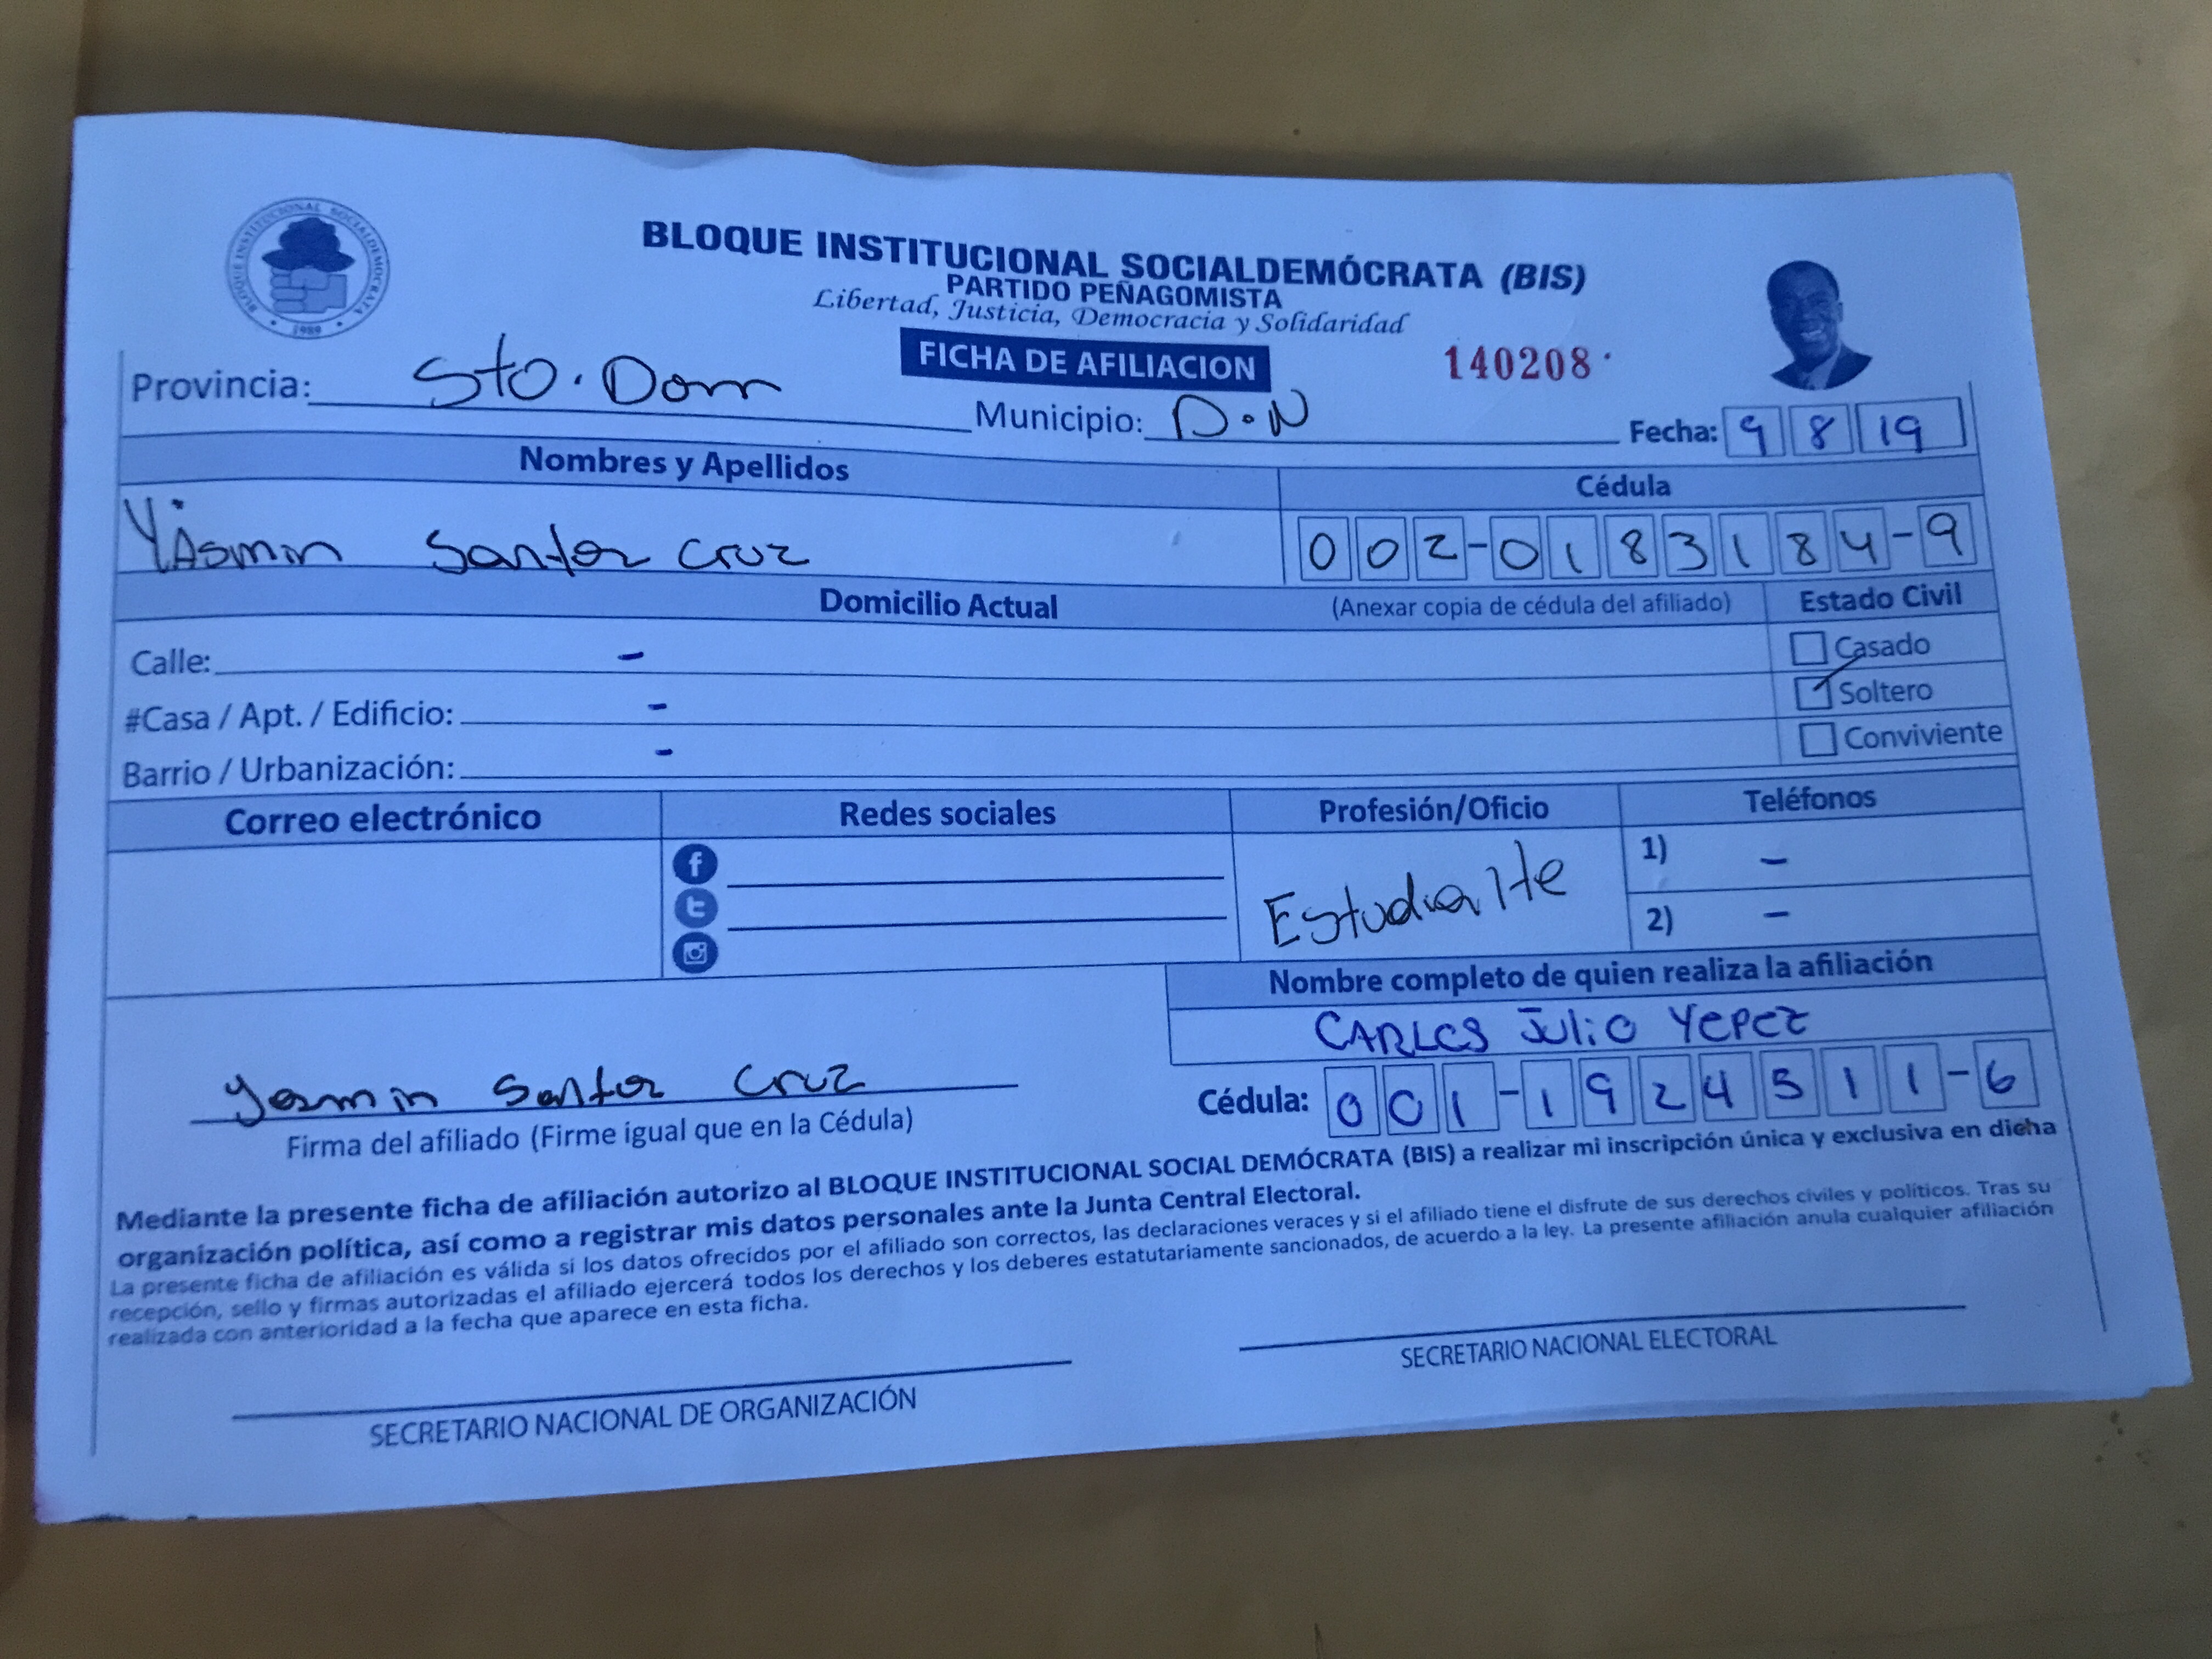 BLOQUE INSTITUCIONAL SOCIALDEMÓCRATA
1989
BLOQUE INSTITUCIONAL SOCIALDEMÓCRATA (BIS)
PARTIDO PEÑAGOMISTA
Libertad, Justicia, Democracia y Solidaridad
FICHA DE AFILIACION
140208
Provincia: Sto. Dom Municipio: D.N Fecha: 9 8 19
Nombres y Apellidos Cédula
Yiasmin Santos Cruz 002-0183184-9
Domicilio Actual (Anexar copia de cédula del afiliado) Estado Civil
Calle: - Casado
#Casa / Apt. / Edificio: - Soltero
Barrio / Urbanización: - Conviviente
Correo electrónico Redes sociales Profesión/Oficio Teléfonos
Estudiante
1) -
2) -
Nombre completo de quien realiza la afiliación
CARLOS JULIO YEPEZ
Yasmin Santos Cruz
Cédula: 001-1924511-6
Firma del afiliado (Firme igual que en la Cédula)
Mediante la presente ficha de afiliación autorizo al BLOQUE INSTITUCIONAL SOCIAL DEMÓCRATA (BIS) a realizar mi inscripción única y exclusiva en dicha
organización política, así como a registrar mis datos personales ante la Junta Central Electoral.
La presente ficha de afiliación es válida si los datos ofrecidos por el afiliado son correctos, las declaraciones veraces y si el afiliado tiene el disfrute de sus derechos civiles y políticos. Tras su
recepción, sello y firmas autorizadas el afiliado ejercerá todos los derechos y los deberes estatutariamente sancionados, de acuerdo a la ley. La presente afiliación anula cualquier afiliación
realizada con anterioridad a la fecha que aparece en esta ficha.
SECRETARIO NACIONAL DE ORGANIZACIÓN
SECRETARIO NACIONAL ELECTORAL